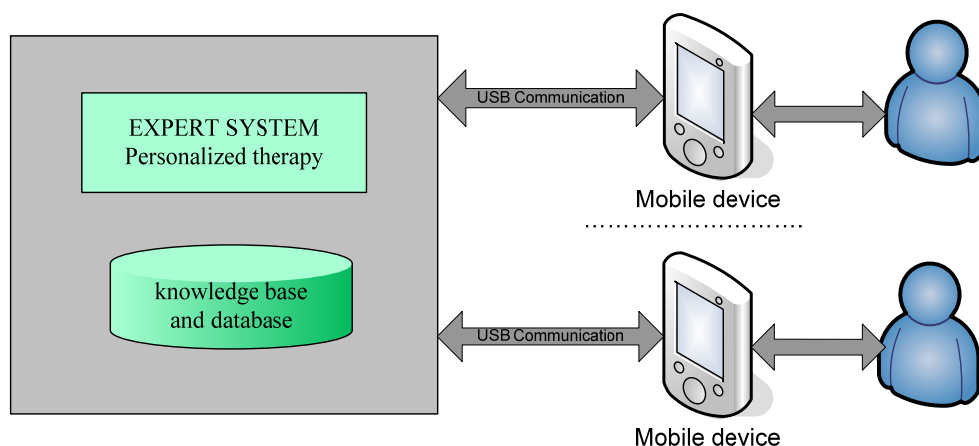 EXPERT SYSTEM
Personalized therapy
knowledge base
and database
USB Communication
Mobile device
USB Communication
Mobile device